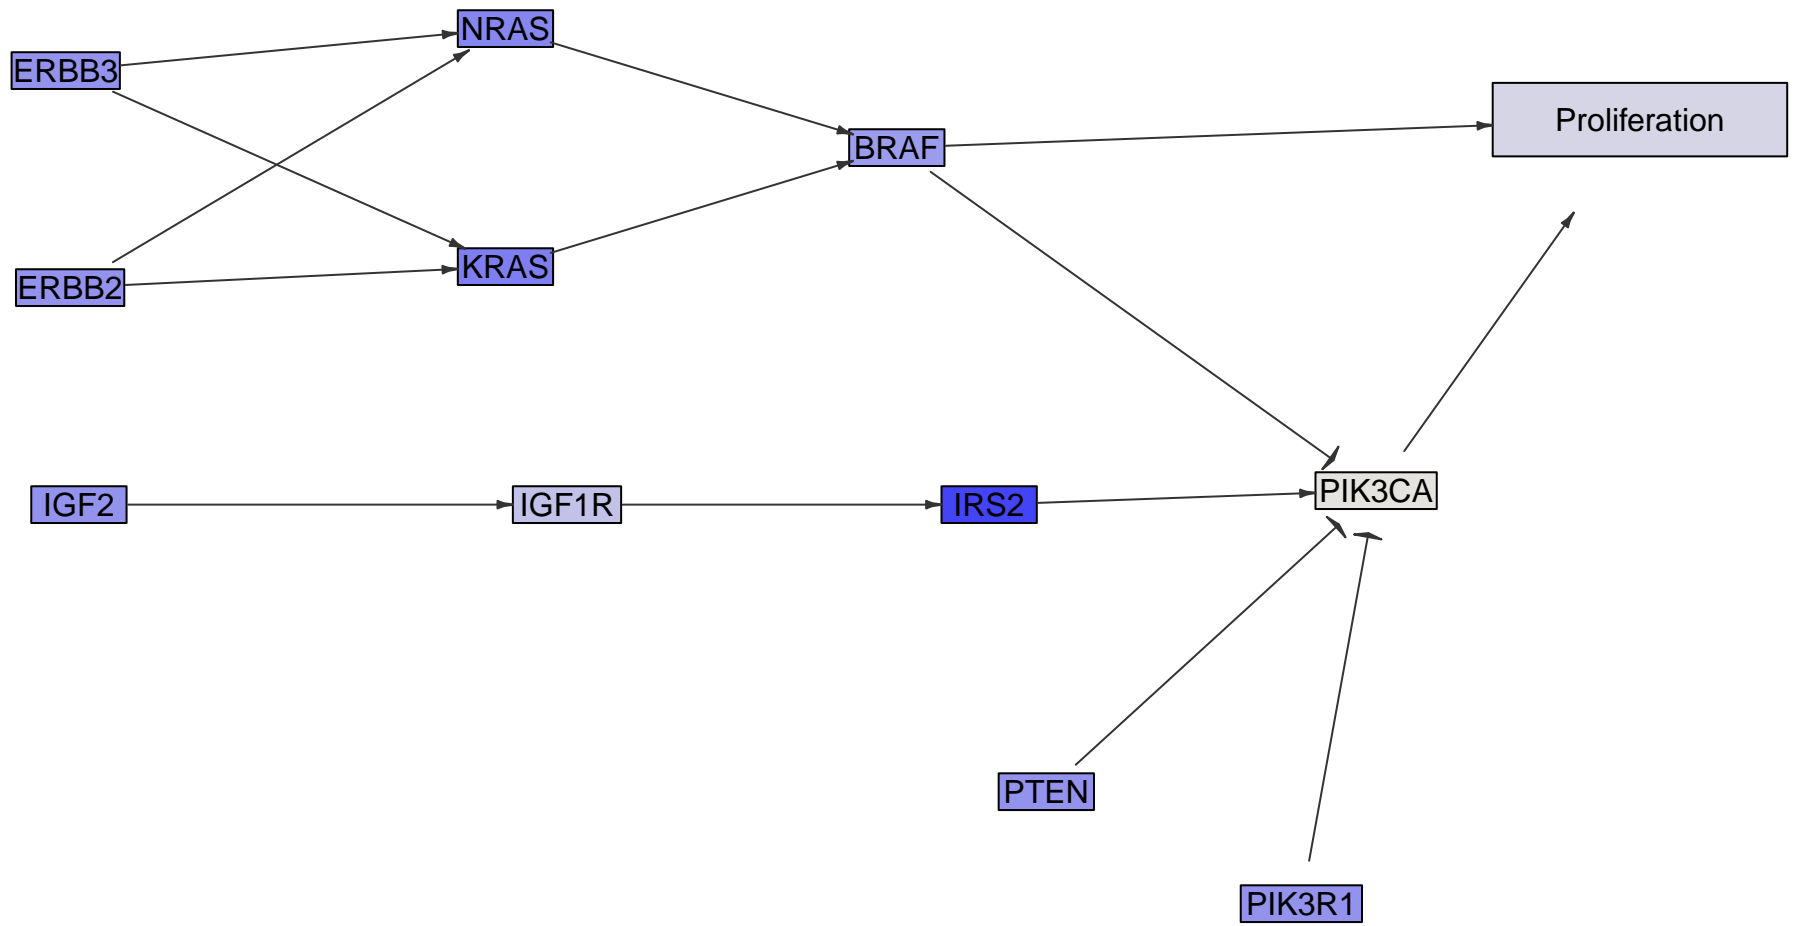 NRAS
ERBB3
Proliferation
BRAF
KRAS
ERBB2
PIK3CA
IGF2
IGF1R
IRS2
PTEN
PIK3R1